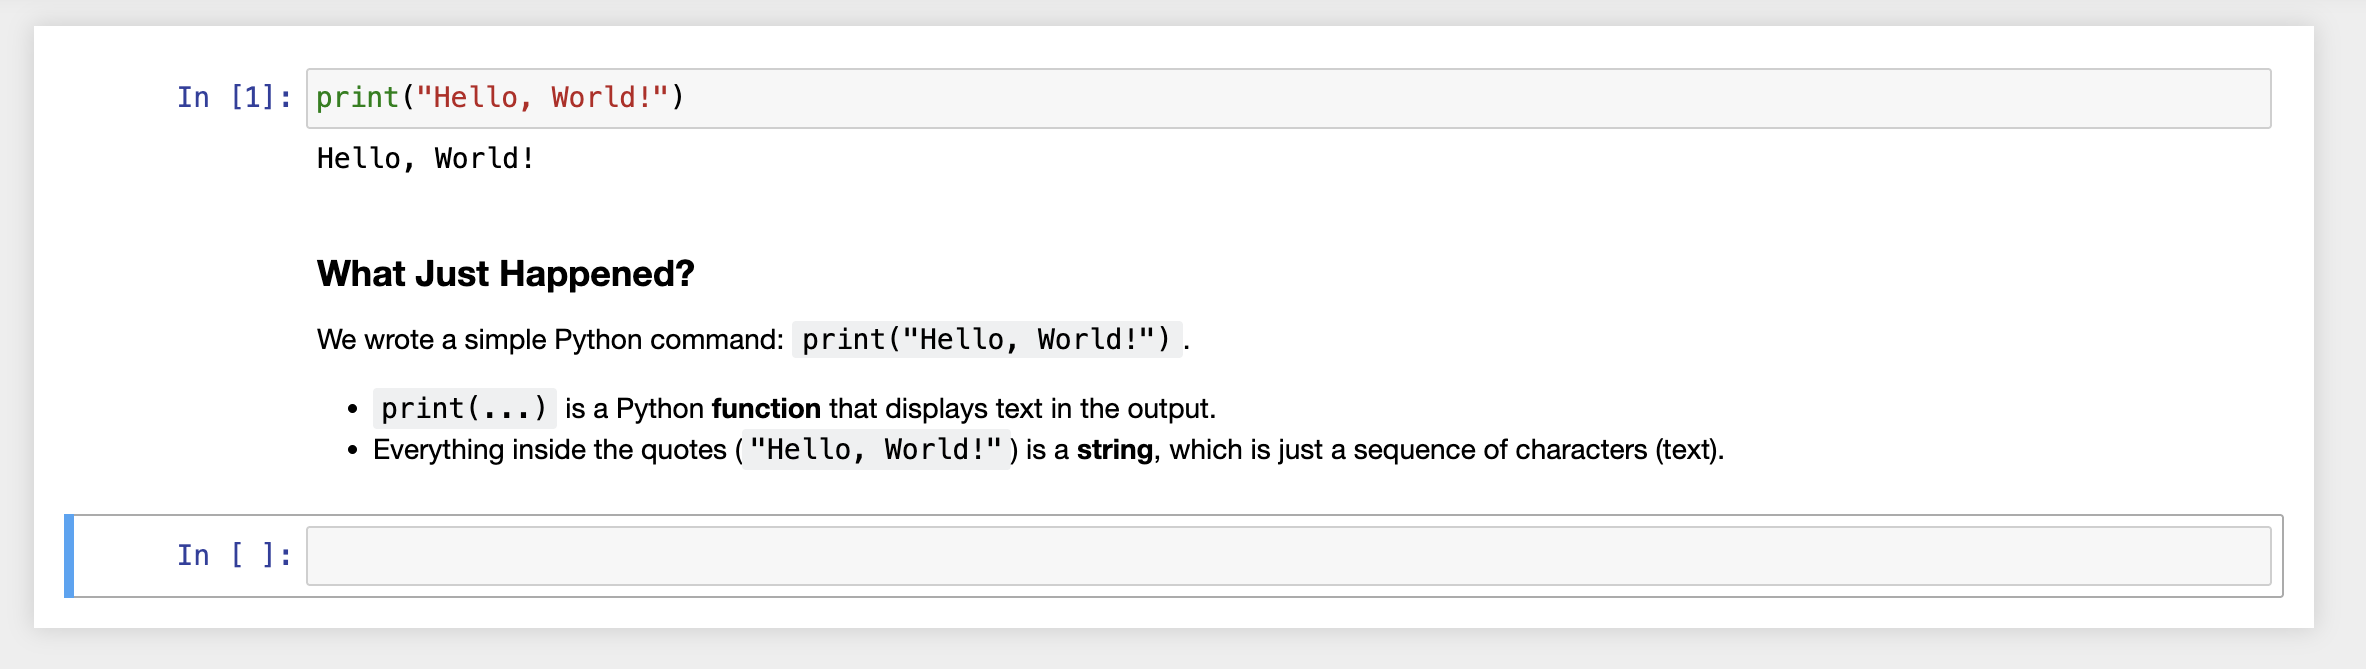 In [1]: print("Hello, World!")
Hello, World!
What Just Happened?
We wrote a simple Python command: print("Hello, World!").
• print(...) is a Python function that displays text in the output.
• Everything inside the quotes ("Hello, World!") is a string, which is just a sequence of characters (text).
In [ ]: